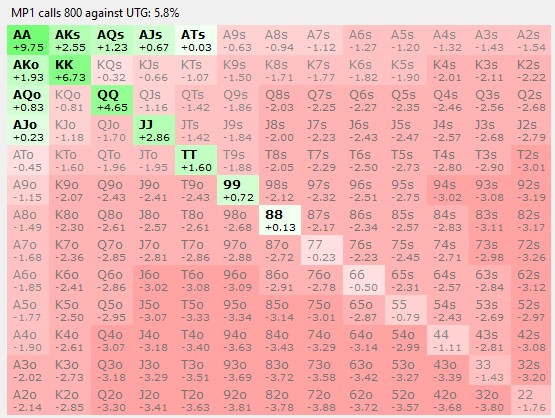 MP1 calls 800 against UTG: 5.8%
AA AKs AQs AJs ATs A9s A8s A7s A6s A5s A4s A3s A2s
+9.75 +2.55 +1.23 +0.67 +0.03 -0.63 -0.94 -1.12 -1.27 -1.20 -1.32 -1.43 -1.54
AKo KK KQs KJs KTs K9s K8s K7s K6s K5s K4s K3s K2s
+1.93 +6.73 -0.32 -0.66 -1.07 -1.50 -1.71 -1.77 -1.82 -1.90 -2.01 -2.11 -2.22
AQo KQo QQ QJs QTs Q9s Q8s Q7s Q6s Q5s Q4s Q3s Q2s
+0.83 -0.81 +4.65 -1.16 -1.42 -1.86 -2.03 -2.25 -2.27 -2.35 -2.46 -2.56 -2.68
AJo KJo QJo JJ JTs J9s J8s J7s J6s J5s J4s J3s J2s
+0.23 -1.18 -1.70 +2.86 -1.42 -1.84 -2.00 -2.23 -2.43 -2.47 -2.57 -2.68 -2.79
ATo KTo QTo JTo TT T9s T8s T7s T6s T5s T4s T3s T2s
-0.45 -1.60 -1.96 -1.95 +1.60 -1.88 -2.05 -2.29 -2.50 -2.73 -2.80 -2.90 -3.01
A9o K9o Q9o J9o T9o 99 98s 97s 96s 95s 94s 93s 92s
-1.15 -2.07 -2.43 -2.41 -2.43 +0.72 -2.12 -2.32 -2.51 -2.75 -3.02 -3.08 -3.19
A8o K8o Q8o J8o T8o 98o 88 87s 86s 85s 84s 83s 82s
-1.49 -2.30 -2.61 -2.57 -2.61 -2.68 +0.13 -2.17 -2.34 -2.57 -2.83 -3.11 -3.17
A7o K7o Q7o J7o T7o 97o 87o 77 76s 75s 74s 73s 72s
-1.68 -2.36 -2.85 -2.81 -2.86 -2.88 -2.72 -0.23 -2.23 -2.45 -2.71 -2.98 -3.26
A6o K6o Q6o J6o T6o 96o 86o 76o 66 65s 64s 63s 62s
-1.85 -2.41 -2.86 -3.02 -3.08 -3.09 -2.91 -2.78 -0.50 -2.31 -2.57 -2.84 -3.12
A5o K5o Q5o J5o T5o 95o 85o 75o 65o 55 54s 53s 52s
-1.77 -2.50 -2.95 -3.07 -3.33 -3.34 -3.14 -3.01 -2.87 -0.79 -2.43 -2.69 -2.97
A4o K4o Q4o J4o T4o 94o 84o 74o 64o 54o 44 43s 42s
-1.90 -2.61 -3.07 -3.18 -3.40 -3.63 -3.43 -3.29 -3.14 -2.99 -1.11 -2.81 -3.08
A3o K3o Q3o J3o T3o 93o 83o 73o 63o 53o 43o 33 32s
-2.02 -2.73 -3.18 -3.29 -3.51 -3.69 -3.72 -3.58 -3.42 -3.27 -3.39 -1.43 -3.20
A2o K2o Q2o J2o T2o 92o 82o 72o 62o 52o 42o 32o 22
-2.14 -2.85 -3.30 -3.41 -3.63 -3.81 -3.78 -3.88 -3.72 -3.57 -3.68 -3.81 -1.76